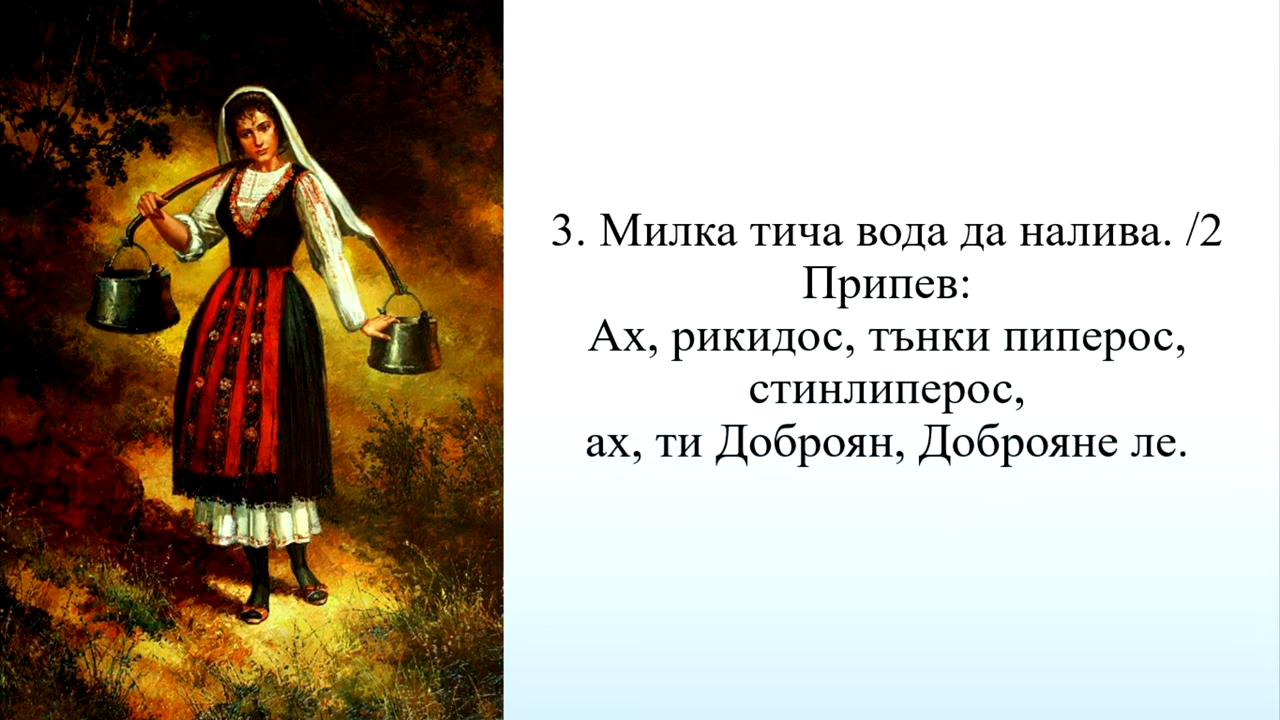 3. Милка тича вода да налива. /2
Припев:
Ах, рикидос, тънки пиперос,
стинлиперос,
ах, ти Доброян, Доброяне ле.